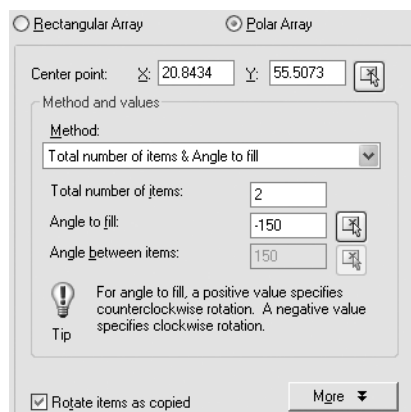 Rectangular Array Polar Array
Center point: X: 20.8434 Y: 55.5073
Method and values
Method:
Total number of items & Angle to fill
Total number of items: 2
Angle to fill: -150
Angle between items: 150
For angle to fill, a positive value specifies
counterclockwise rotation. A negative value
specifies clockwise rotation.
Tip
Rotate items as copied More